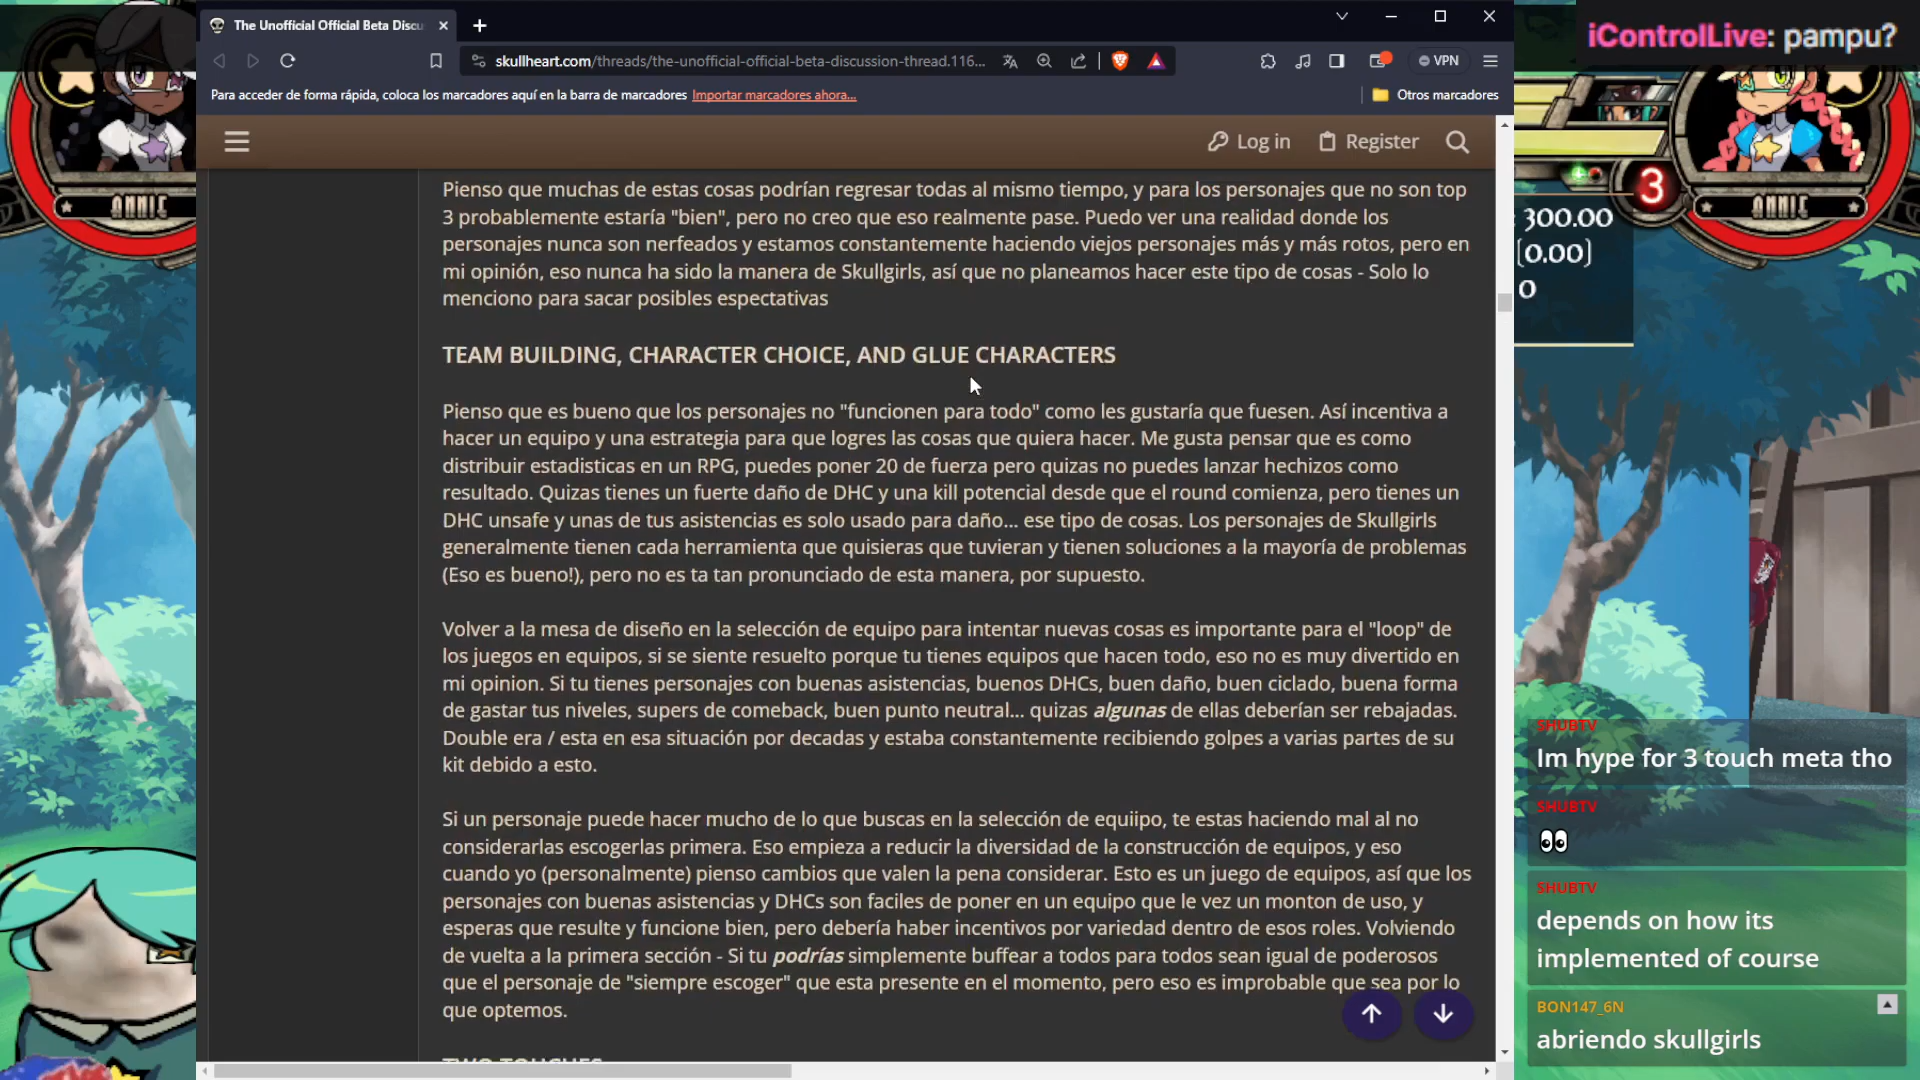 The Unofficial Official Beta Discu
skullheart.com/threads/the-unofficial-official-beta-discussion-thread.116...
VPN
Para acceder de forma rápida, coloca los marcadores aquí en la barra de marcadores Importar marcadores ahora...
Otros marcadores
Log in
Register
Pienso que muchas de estas cosas podrían regresar todas al mismo tiempo, y para los personajes que no son top
3 probablemente estaría "bien", pero no creo que eso realmente pase. Puedo ver una realidad donde los
personajes nunca son nerfeados y estamos constantemente haciendo viejos personajes más y más rotos, pero en
mi opinión, eso nunca ha sido la manera de Skullgirls, así que no planeamos hacer este tipo de cosas - Solo lo
menciono para sacar posibles espectativas
TEAM BUILDING, CHARACTER CHOICE, AND GLUE CHARACTERS
Pienso que es bueno que los personajes no "funcionen para todo" como les gustaría que fuesen. Así incentiva a
hacer un equipo y una estrategia para que logres las cosas que quiera hacer. Me gusta pensar que es como
distribuir estadisticas en un RPG, puedes poner 20 de fuerza pero quizas no puedes lanzar hechizos como
resultado. Quizas tienes un fuerte daño de DHC y una kill potencial desde que el round comienza, pero tienes un
DHC unsafe y unas de tus asistencias es solo usado para daño... ese tipo de cosas. Los personajes de Skullgirls
generalmente tienen cada herramienta que quisieras que tuvieran y tienen soluciones a la mayoría de problemas
(Eso es bueno!), pero no es ta tan pronunciado de esta manera, por supuesto.
Volver a la mesa de diseño en la selección de equipo para intentar nuevas cosas es importante para el "loop" de
los juegos en equipos, si se siente resuelto porque tu tienes equipos que hacen todo, eso no es muy divertido en
mi opinion. Si tu tienes personajes con buenas asistencias, buenos DHCs, buen daño, buen ciclado, buena forma
de gastar tus niveles, supers de comeback, buen punto neutral... quizas algunas de ellas deberían ser rebajadas.
Double era / esta en esa situación por decadas y estaba constantemente recibiendo golpes a varias partes de su
kit debido a esto.
Si un personaje puede hacer mucho de lo que buscas en la selección de equiipo, te estas haciendo mal al no
considerarlas escogerlas primera. Eso empieza a reducir la diversidad de la construcción de equipos, y eso
cuando yo (personalmente) pienso cambios que valen la pena considerar. Esto es un juego de equipos, así que los
personajes con buenas asistencias y DHCs son faciles de poner en un equipo que le vez un monton de uso, y
esperas que resulte y funcione bien, pero debería haber incentivos por variedad dentro de esos roles. Volviendo
de vuelta a la primera sección - Si tu podrías simplemente buffear a todos para todos sean igual de poderosos
que el personaje de "siempre escoger" que esta presente en el momento, pero eso es improbable que sea por lo
que optemos.
TWO TOUCHES
ANNIE
iControlLive: pampu?
3
ANNIE
300.00
[0.00]
0
SHUBTV
Im hype for 3 touch meta tho
SHUBTV
👀
SHUBTV
depends on how its
implemented of course
BON147_6N
abriendo skullgirls